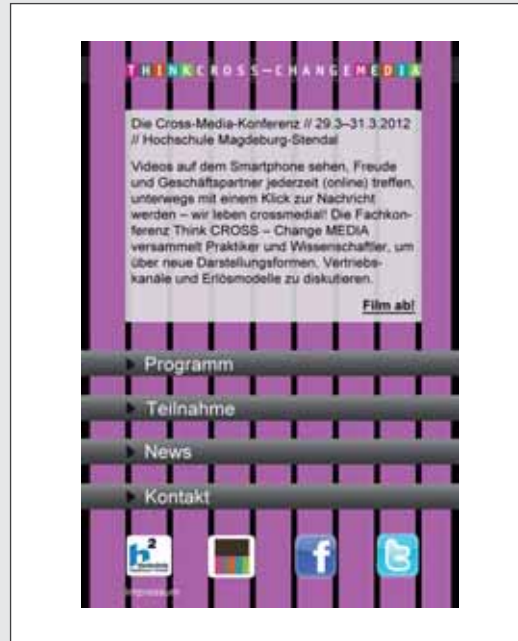 THINKCROSS–CHANGEMEDIA
Die Cross-Media-Konferenz // 29.3–31.3.2012
// Hochschule Magdeburg-Stendal
Videos auf dem Smartphone sehen, Freude
und Geschäftspartner jederzeit (online) treffen,
unterwegs mit einem Klick zur Nachricht
werden – wir leben crossmedial! Die Fachkon-
ferenz Think CROSS – Change MEDIA
versammelt Praktiker und Wissenschaftler, um
über neue Darstellungsformen, Vertriebs-
kanäle und Erlösmodelle zu diskutieren.
Film ab!
Programm
Teilnahme
News
Kontakt
h2
f
t
Impressum